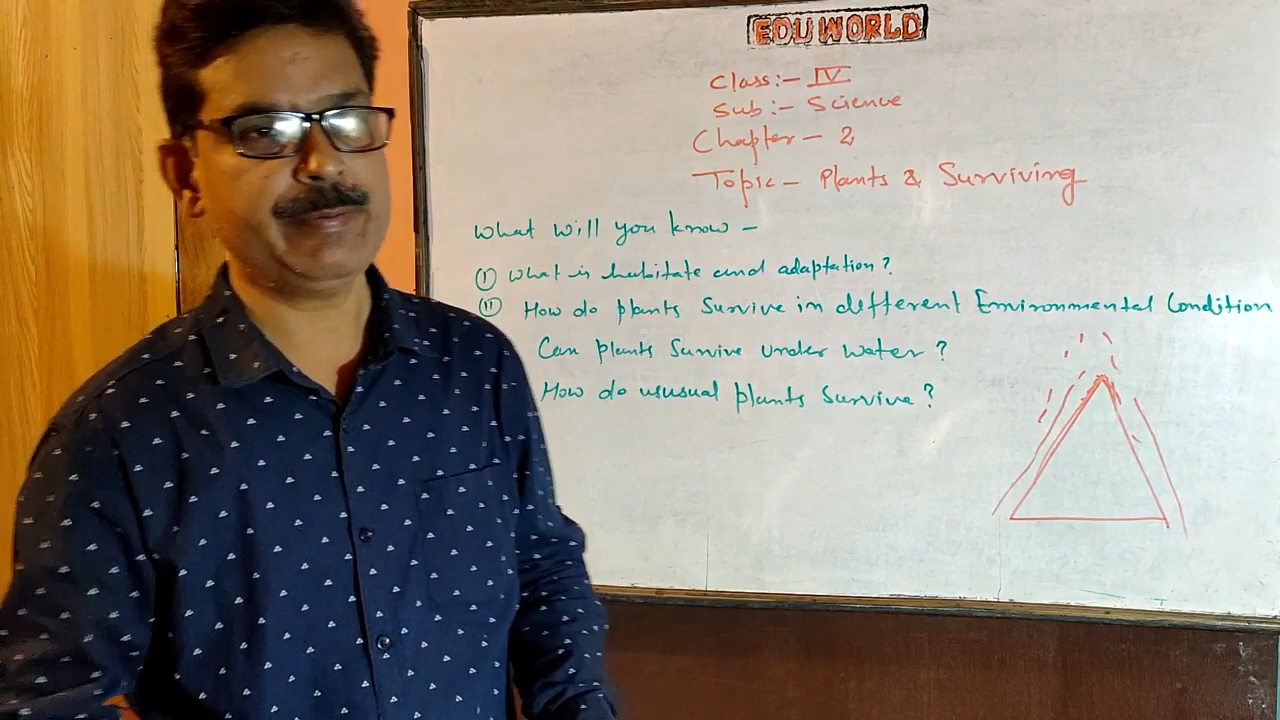 EDU WORLD
Class:- IV
Sub:- Science
Chapter - 2
Topic - Plants & Surviving
What will you know -
(I) What is habitate and adaptation?
(II) How do plants Survive in different Environmental Condition
Can plants Survive under water?
How do ususual plants Survive?